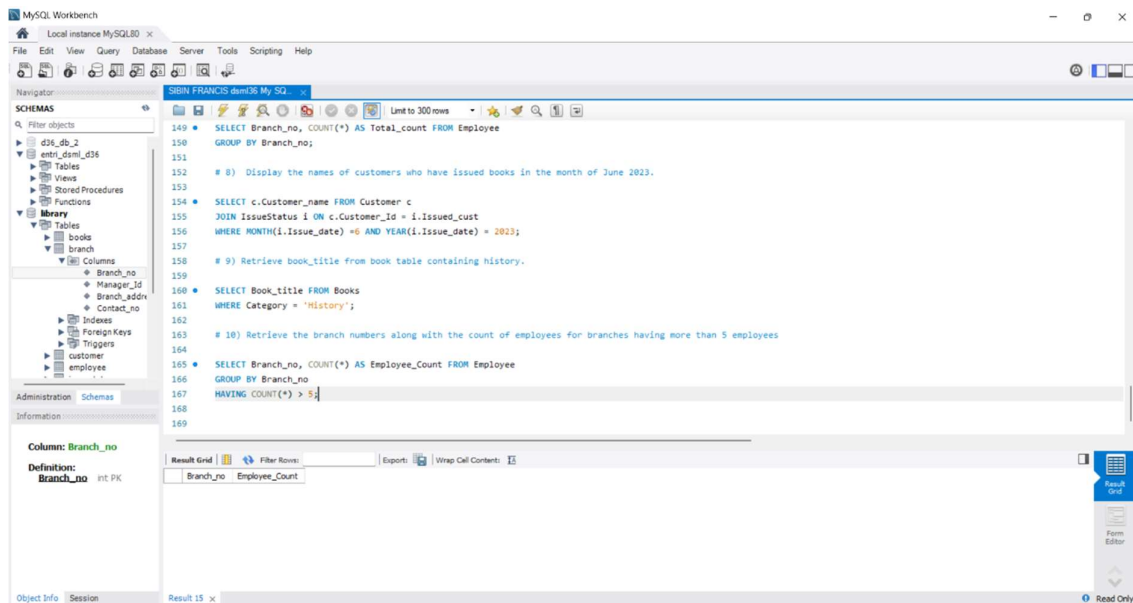 MySQL Workbench
Local instance MySQL80
File Edit View Query Database Server Tools Scripting Help
Navigator
SCHEMAS
Filter objects
d36_db_2
entri_dsml_d36
Tables
Views
Stored Procedures
Functions
library
Tables
books
branch
Columns
Branch_no
Manager_Id
Branch_addre
Contact_no
Indexes
Foreign Keys
Triggers
customer
employee
Administration Schemas
Information
Column: Branch_no
Definition:
Branch_no int PK
Object Info Session
SIBIN FRANCIS dsml36 My SQ...
Limit to 300 rows
149 SELECT Branch_no, COUNT(*) AS Total_count FROM Employee
150 GROUP BY Branch_no;
151
152 # 8) Display the names of customers who have issued books in the month of June 2023.
153
154 SELECT c.Customer_name FROM Customer c
155 JOIN IssueStatus i ON c.Customer_Id = i.Issued_cust
156 WHERE MONTH(i.Issue_date) =6 AND YEAR(i.Issue_date) = 2023;
157
158 # 9) Retrieve book_title from book table containing history.
159
160 SELECT Book_title FROM Books
161 WHERE Category = 'History';
162
163 # 10) Retrieve the branch numbers along with the count of employees for branches having more than 5 employees
164
165 SELECT Branch_no, COUNT(*) AS Employee_Count FROM Employee
166 GROUP BY Branch_no
167 HAVING COUNT(*) > 5;
168
169
Result Grid Filter Rows: Export: Wrap Cell Content:
Branch_no Employee_Count
Result Grid
Form Editor
Result 15
Read Only